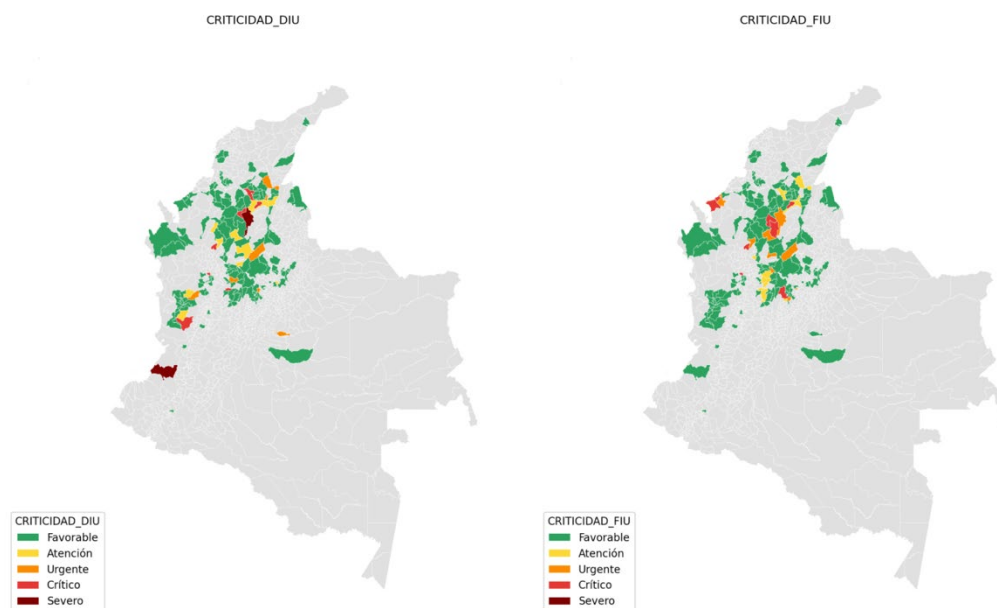 CRITICIDAD_DIU
CRITICIDAD_DIU
Favorable
Atención
Urgente
Crítico
Severo
CRITICIDAD_FIU
CRITICIDAD_FIU
Favorable
Atención
Urgente
Crítico
Severo